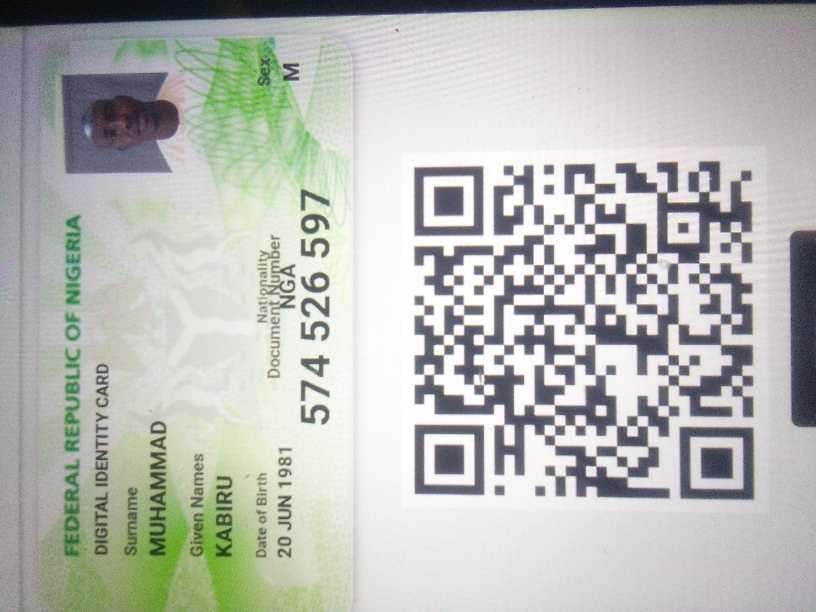 FEDERAL REPUBLIC OF NIGERIA
DIGITAL IDENTITY CARD
Surname
MUHAMMAD
Given Names
KABIRU
Date of Birth
20 JUN 1981
Nationality
NGA
Sex
M
Document Number
574 526 597